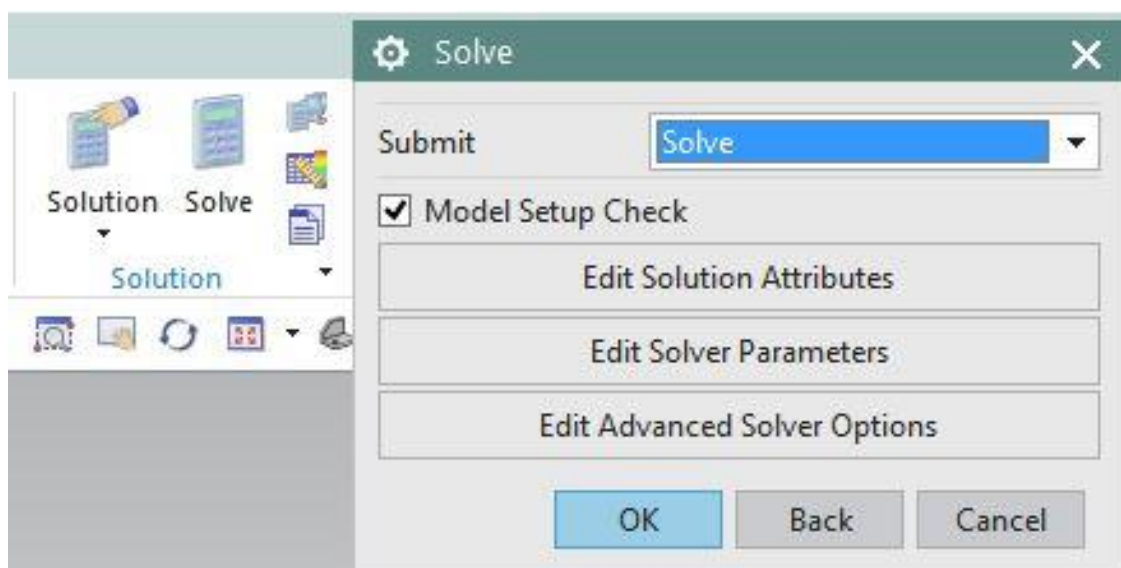 Solve
Submit
Solve
Model Setup Check
Edit Solution Attributes
Edit Solver Parameters
Edit Advanced Solver Options
OK Back Cancel
Solution Solve
Solution